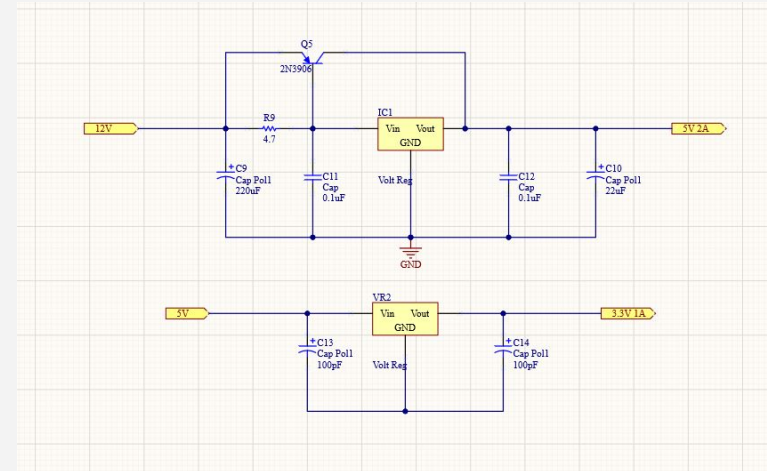 Q5
2N3906
R9
4.7
IC1
Vin Vout
GND
12V
5V 2A
C9
Cap Pol1
220uF
C11
Cap
0.1uF
Volt Reg
C12
Cap
0.1uF
C10
Cap Pol1
22uF
GND
VR2
Vin Vout
GND
5V
3.3V 1A
C13
Cap Pol1
100pF
Volt Reg
C14
Cap Pol1
100pF